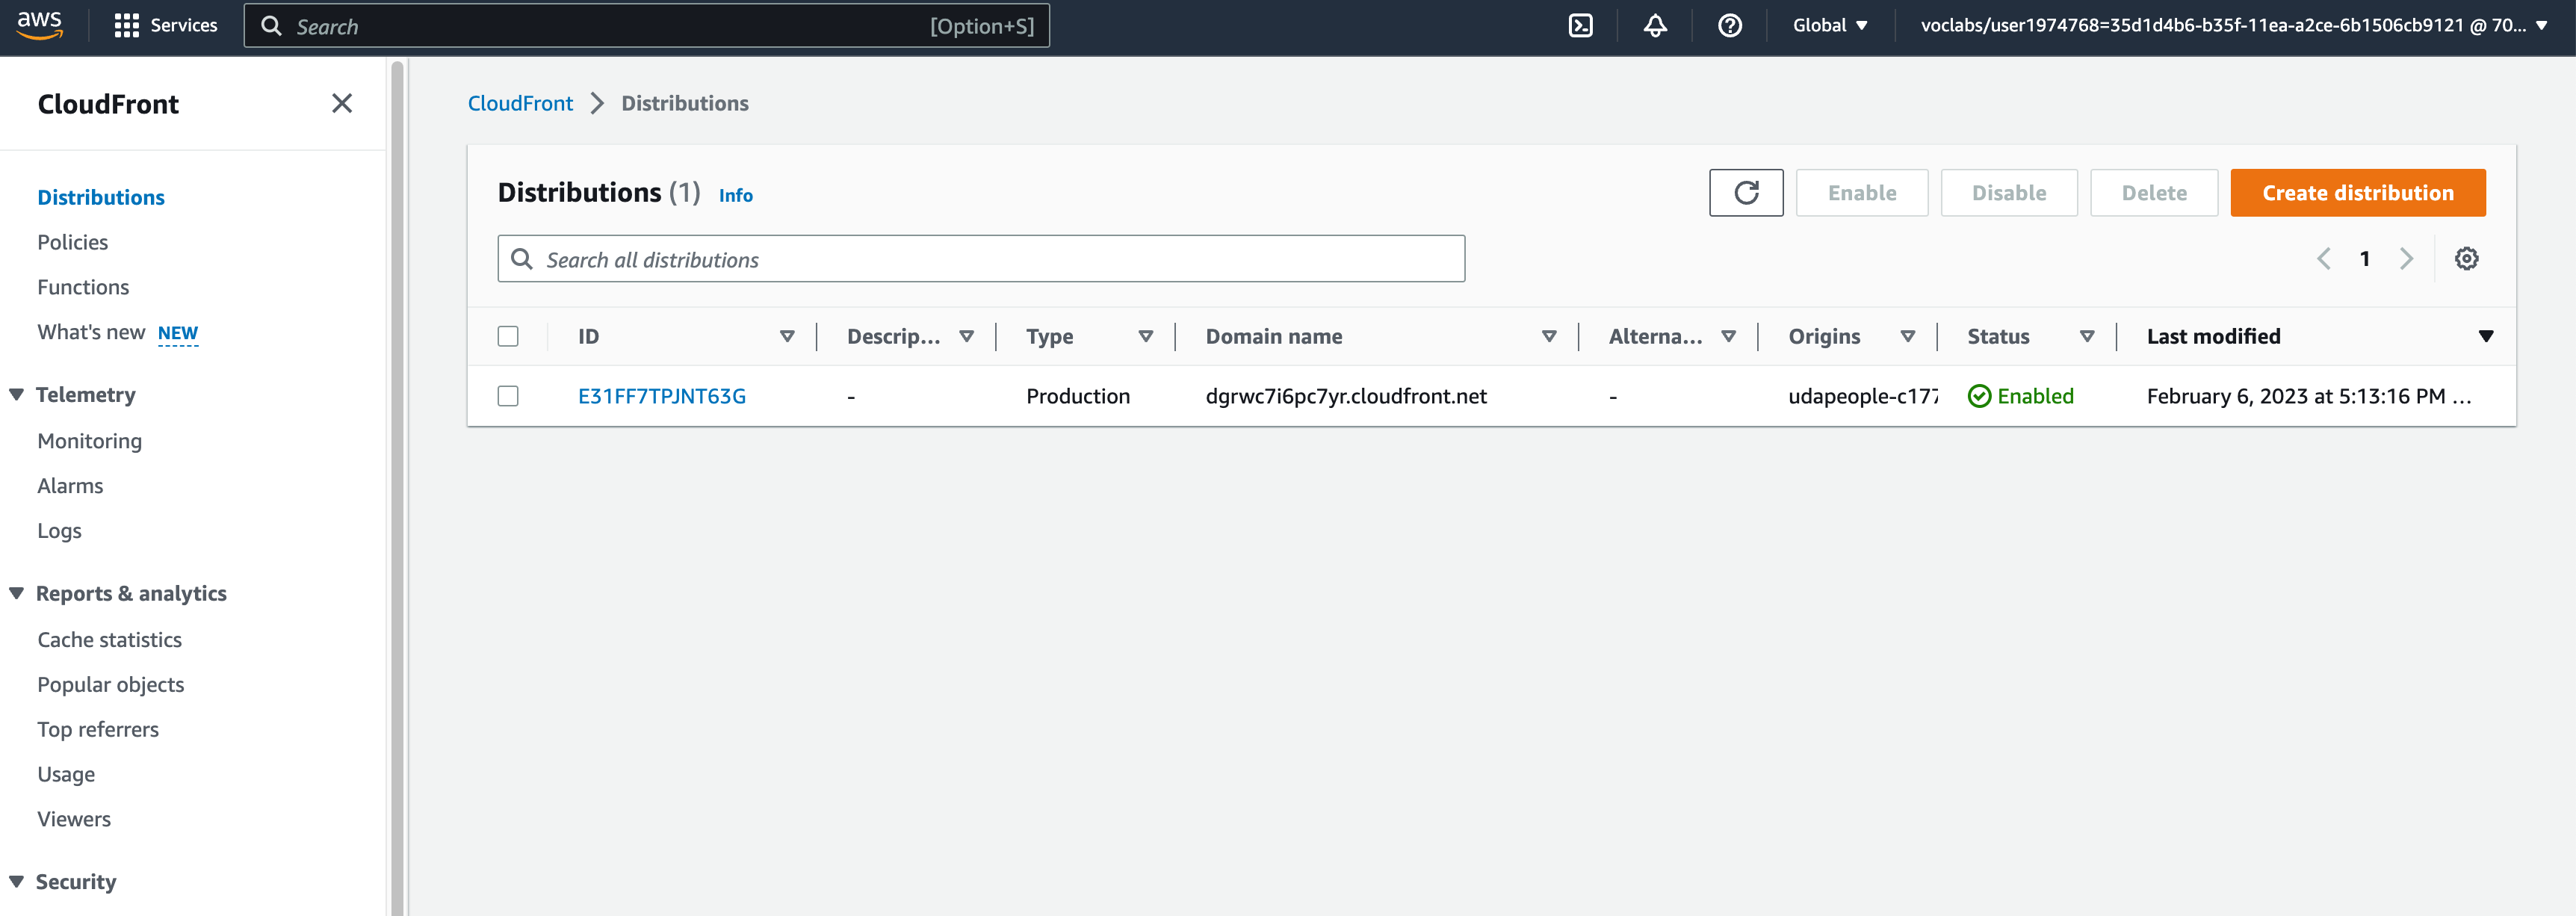 aws Services Search [Option+S] Global voclabs/user1974768=35d1d4b6-b35f-11ea-a2ce-6b1506cb9121 @ 70...
CloudFront
Distributions
Policies
Functions
What's new NEW
Telemetry
Monitoring
Alarms
Logs
Reports & analytics
Cache statistics
Popular objects
Top referrers
Usage
Viewers
Security
CloudFront Distributions
Distributions (1) Info Enable Disable Delete Create distribution
Search all distributions 1
ID Descrip... Type Domain name Alterna... Origins Status Last modified
E31FF7TPJNT63G - Production dgrwc7i6pc7yr.cloudfront.net - udapeople-c177 Enabled February 6, 2023 at 5:13:16 PM ...